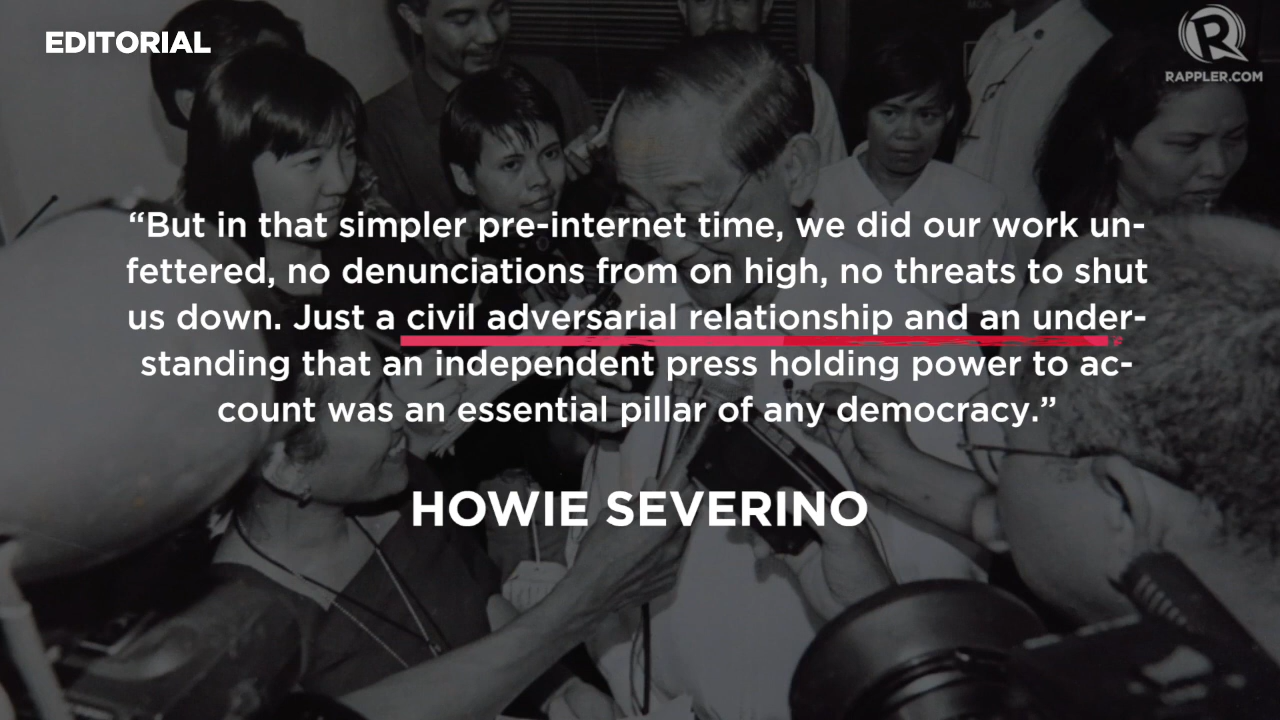 EDITORIAL
RAPPLER.COM
“But in that simpler pre-internet time, we did our work un-
fettered, no denunciations from on high, no threats to shut
us down. Just a civil adversarial relationship and an under-
standing that an independent press holding power to ac-
count was an essential pillar of any democracy.”
HOWIE SEVERINO